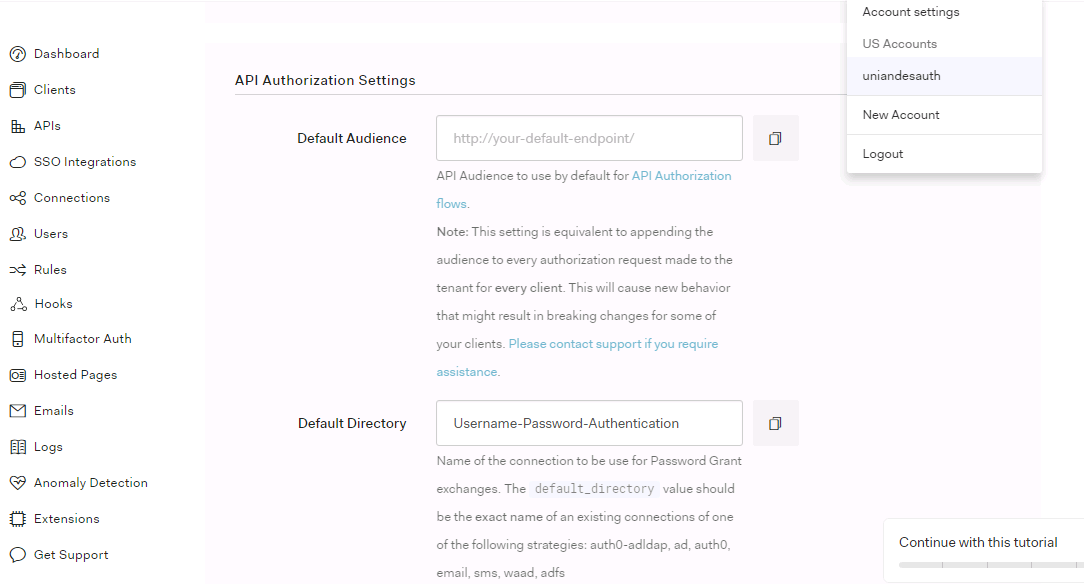 Account settings
US Accounts
uniandesauth
New Account
Logout
Dashboard
Clients
APIs
SSO Integrations
Connections
Users
Rules
Hooks
Multifactor Auth
Hosted Pages
Emails
Logs
Anomaly Detection
Extensions
Get Support
API Authorization Settings
Default Audience
http://your-default-endpoint/
API Audience to use by default for API Authorization
flows.
Note: This setting is equivalent to appending the
audience to every authorization request made to the
tenant for every client. This will cause new behavior
that might result in breaking changes for some of
your clients. Please contact support if you require
assistance.
Default Directory
Username-Password-Authentication
Name of the connection to be use for Password Grant
exchanges. The default_directory value should
be the exact name of an existing connections of one
of the following strategies: auth0-adldap, ad, auth0,
email, sms, waad, adfs
Continue with this tutorial